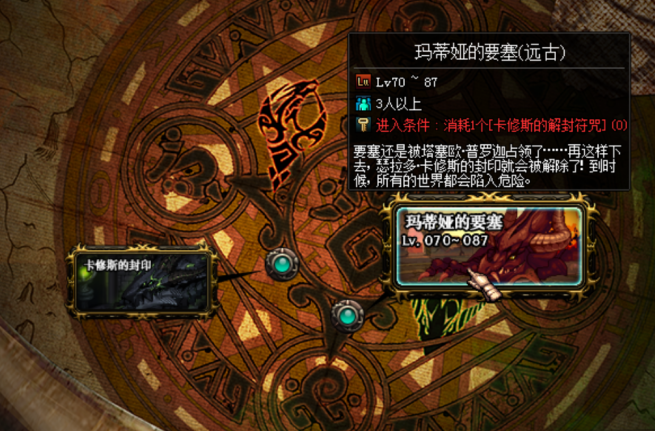 玛蒂娅的要塞(远古)
Lv70 ~ 87
3人以上
进入条件：消耗1个[卡修斯的解封符咒] (0)
要塞还是被塔塞欧·普罗迦占领了……再这样下
去，瑟拉多·卡修斯的封印就会被解除了！到时
候，所有的世界都会陷入危险。
玛蒂娅的要塞
Lv. 070~087
卡修斯的封印